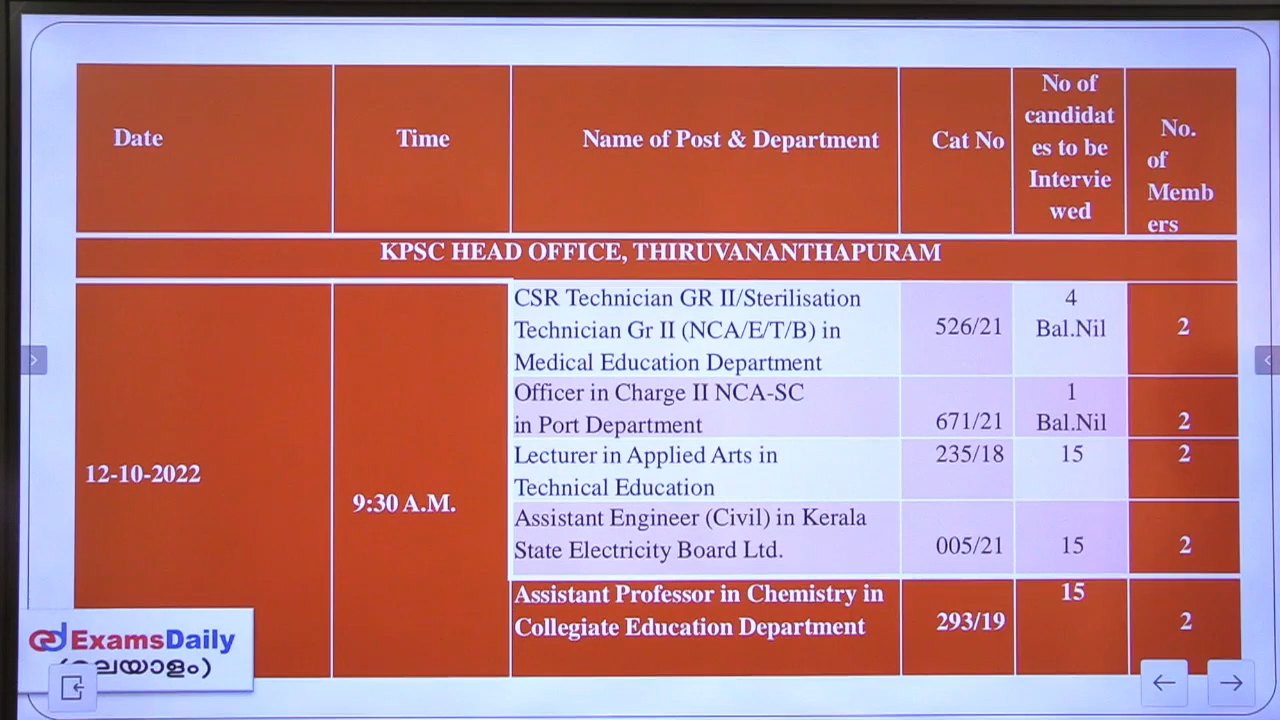 Date
Time
Name of Post & Department
Cat No
No of
candidat
es to be
Intervie
wed
No.
of
Memb
ers
KPSC HEAD OFFICE, THIRUVANANTHAPURAM
12-10-2022
9:30 A.M.
CSR Technician GR II/Sterilisation
Technician Gr II (NCA/E/T/B) in
Medical Education Department
526/21
4
Bal.Nil
2
Officer in Charge II NCA-SC
in Port Department
671/21
1
Bal.Nil
2
Lecturer in Applied Arts in
Technical Education
235/18
15
2
Assistant Engineer (Civil) in Kerala
State Electricity Board Ltd.
005/21
15
2
Assistant Professor in Chemistry in
Collegiate Education Department
293/19
15
2
ExamsDaily